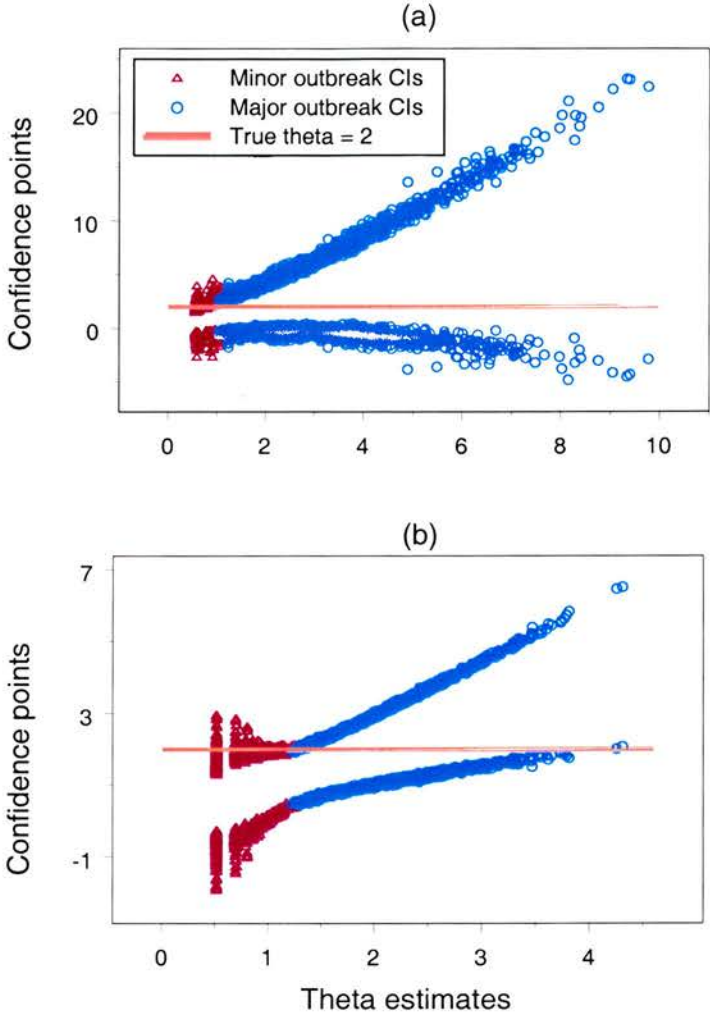 (a)
Minor outbreak CIs
Major outbreak CIs
True theta = 2
Confidence points
20
10
0
0 2 4 6 8 10
(b)
Confidence points
7
3
-1
0 1 2 3 4
Theta estimates